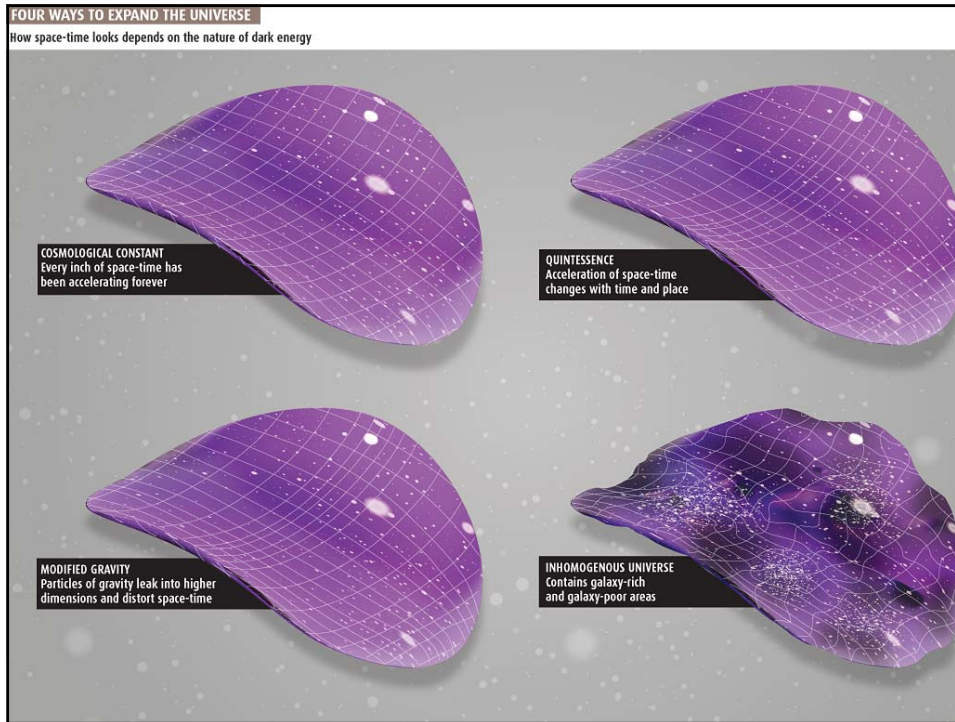 FOUR WAYS TO EXPAND THE UNIVERSE
How space-time looks depends on the nature of dark energy
COSMOLOGICAL CONSTANT
Every inch of space-time has
been accelerating forever
QUINTESSENCE
Acceleration of space-time
changes with time and place
MODIFIED GRAVITY
Particles of gravity leak into higher
dimensions and distort space-time
INHOMOGENOUS UNIVERSE
Contains galaxy-rich
and galaxy-poor areas